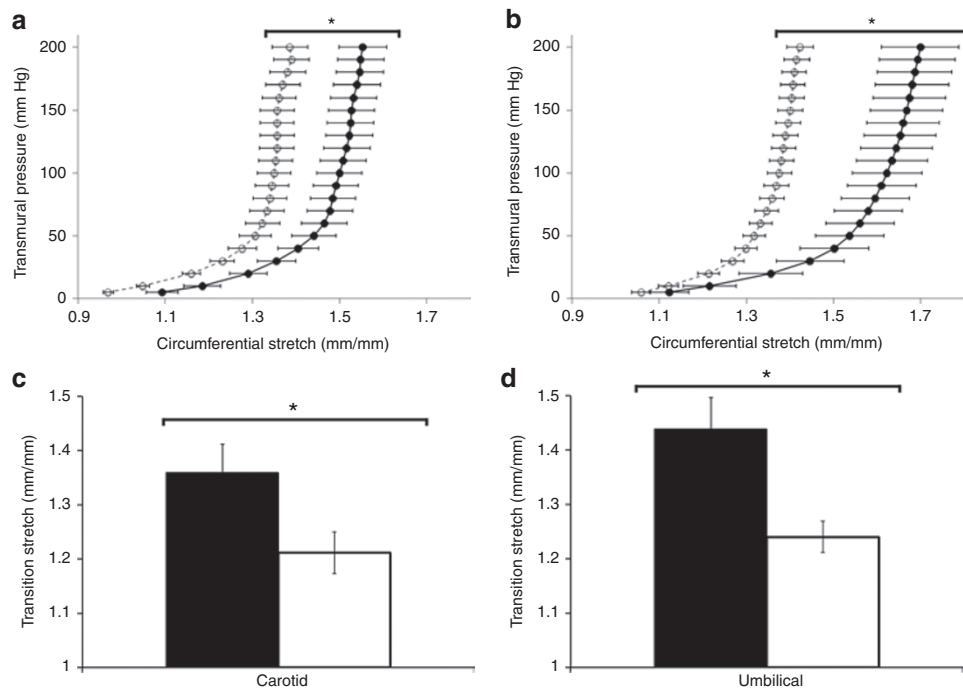 a
*
Transmural pressure (mm Hg)
200
150
100
50
0
0.9 1.1 1.3 1.5 1.7
Circumferential stretch (mm/mm)
b
*
Transmural pressure (mm Hg)
200
150
100
50
0
0.9 1.1 1.3 1.5 1.7
Circumferential stretch (mm/mm)
c
*
Transition stretch (mm/mm)
1.5
1.4
1.3
1.2
1.1
1
Carotid
d
*
Transition stretch (mm/mm)
1.5
1.4
1.3
1.2
1.1
1
Umbilical